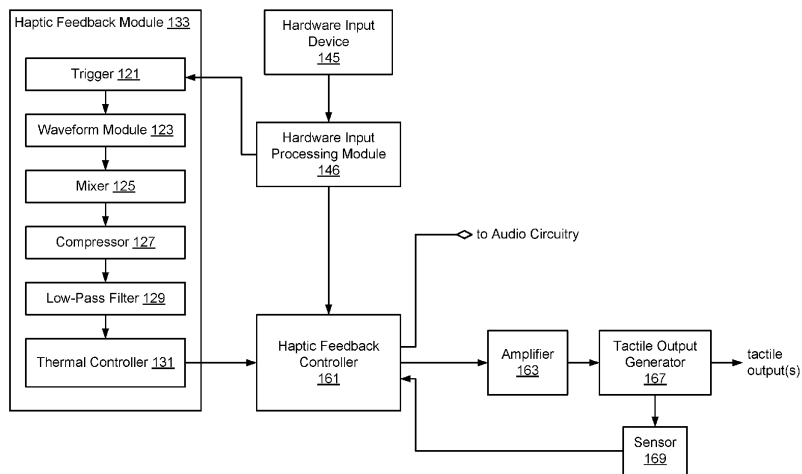 Haptic Feedback Module 133
Trigger 121
Waveform Module 123
Mixer 125
Compressor 127
Low-Pass Filter 129
Thermal Controller 131
Hardware Input
Device
145
Hardware Input
Processing Module
146
to Audio Circuitry
Haptic Feedback
Controller
161
Amplifier
163
Tactile Output
Generator
167
tactile
output(s)
Sensor
169